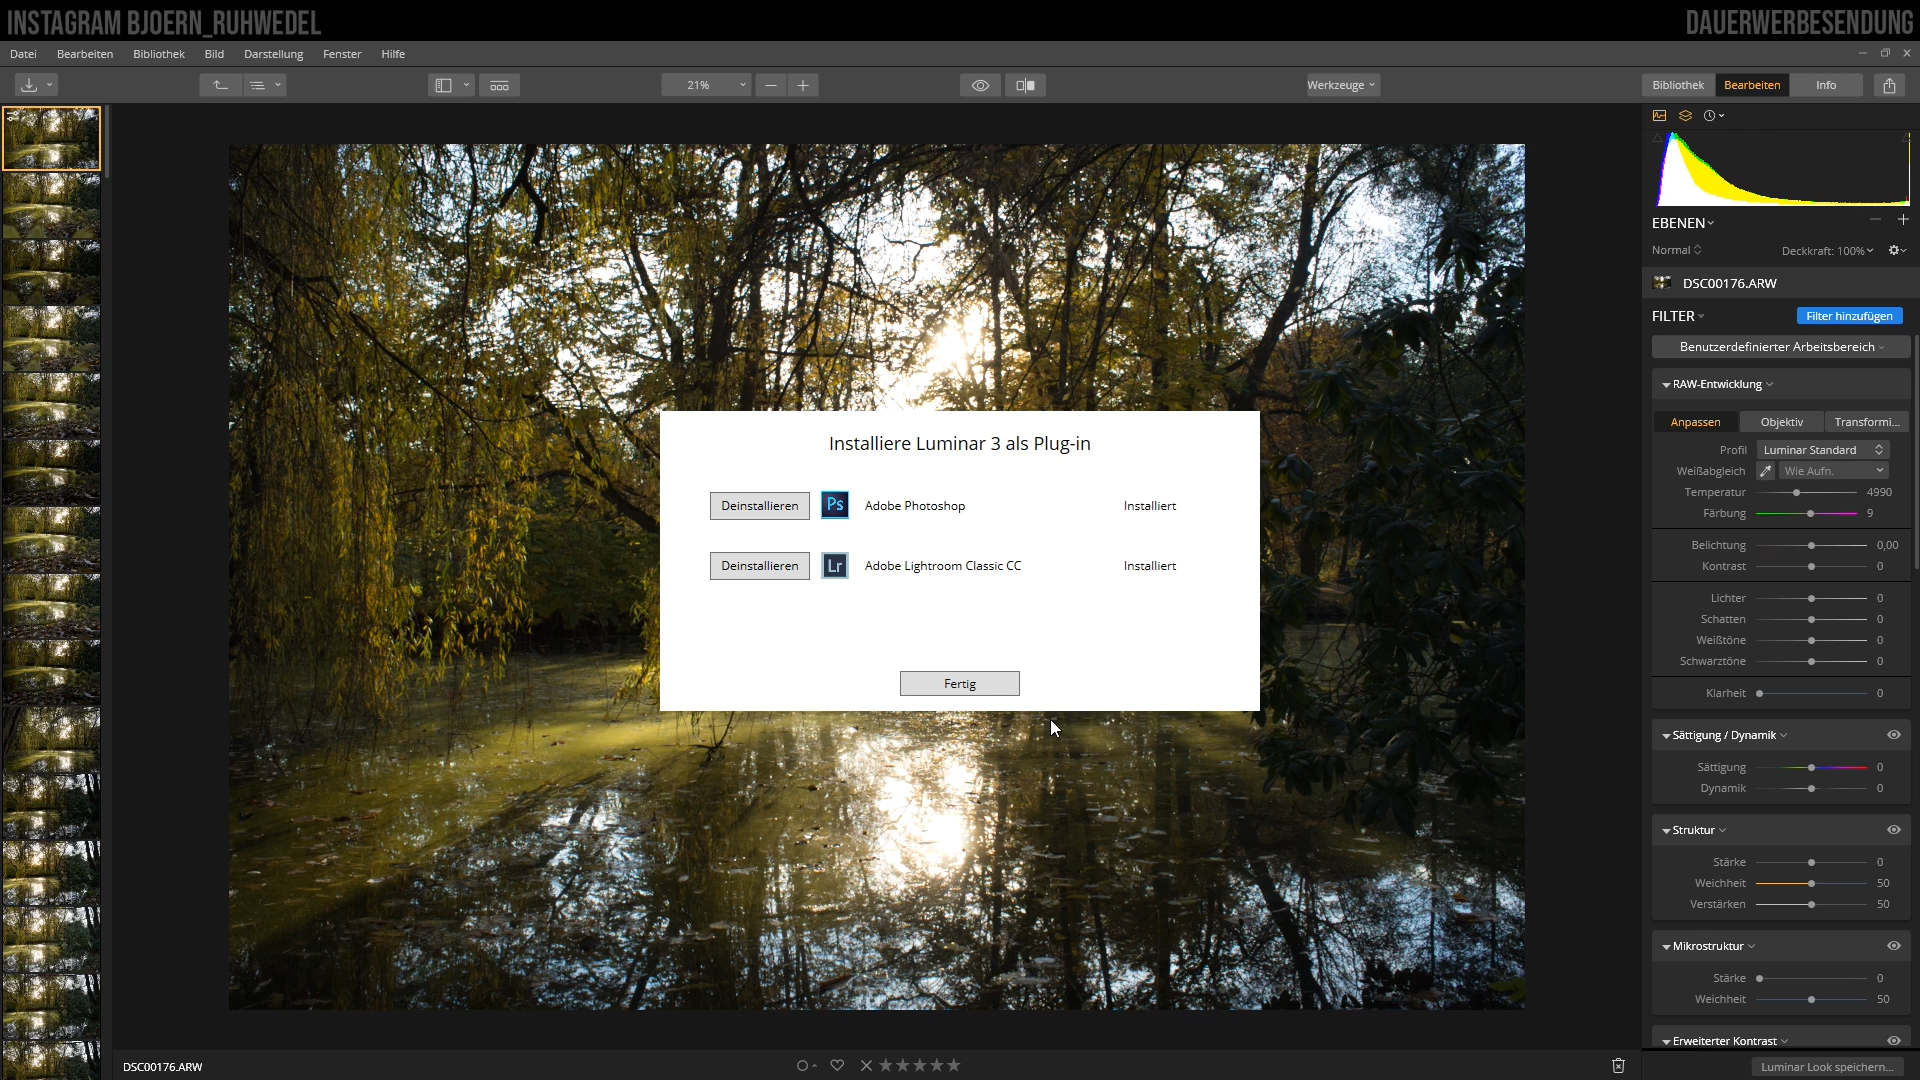 INSTAGRAM BJOERN_RUHWEDEL
DAUERWERBESENDUNG
Datei Bearbeiten Bibliothek Bild Darstellung Fenster Hilfe
21%
Werkzeuge
Bibliothek Bearbeiten Info
EBENEN
Normal Deckkraft: 100%
DSC00176.ARW
FILTER Filter hinzufügen
Benutzerdefinierter Arbeitsbereich
RAW-Entwicklung
Anpassen Objektiv Transformi...
Profil Luminar Standard
Weißabgleich Wie Aufn.
Temperatur 4990
Färbung 9
Belichtung 0,00
Kontrast 0
Lichter 0
Schatten 0
Weißtöne 0
Schwarztöne 0
Klarheit 0
Sättigung / Dynamik
Sättigung 0
Dynamik 0
Struktur
Stärke 0
Weichheit 50
Verstärken 50
Mikrostruktur
Stärke 0
Weichheit 50
Erweiterter Kontrast
Luminar Look speichern...
Installiere Luminar 3 als Plug-in
Deinstallieren Ps Adobe Photoshop Installiert
Deinstallieren Lr Adobe Lightroom Classic CC Installiert
Fertig
DSC00176.ARW